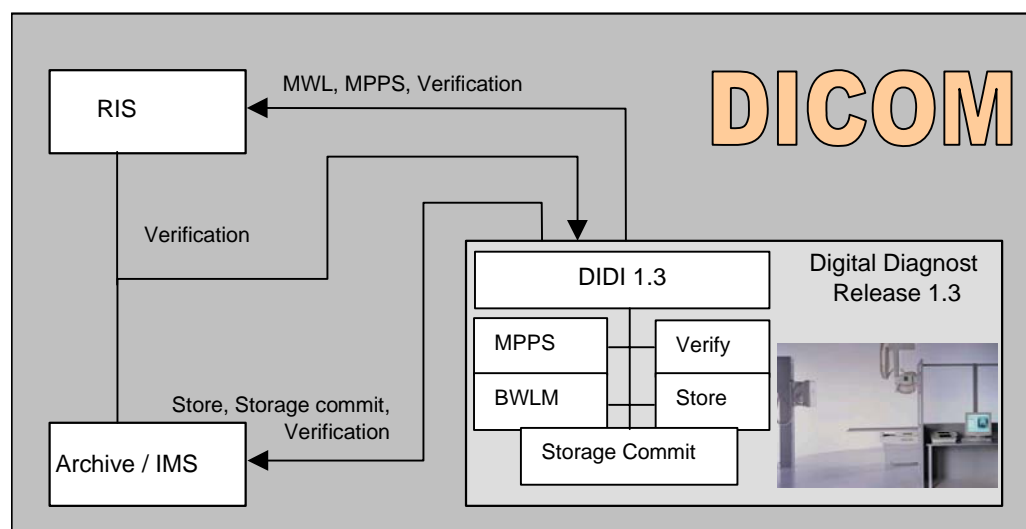 MWL, MPPS, Verification
DICOM
RIS
Verification
DIDI 1.3
Digital Diagnost
Release 1.3
MPPS
Verify
BWLM
Store
Store, Storage commit,
Verification
Storage Commit
Archive / IMS